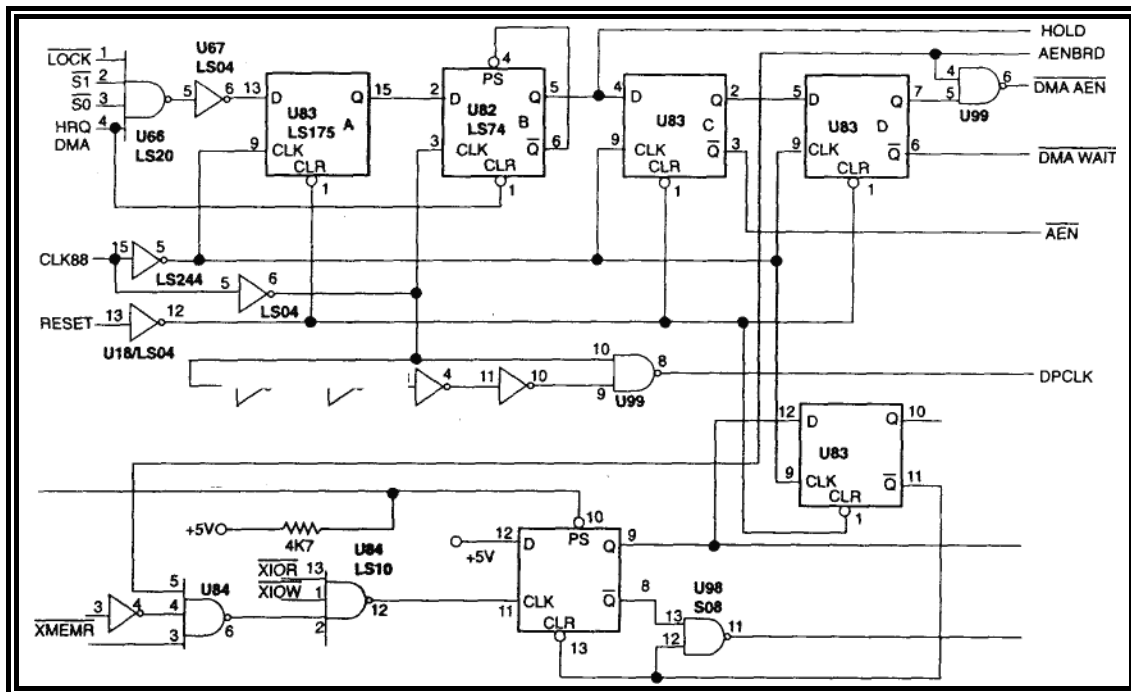 HOLD
AENBRD
DMA AEN
DMA WAIT
AEN
DPCLK
LOCK 1
S1 2
S0 3
HRQ 4
DMA
U66
LS20
U67
LS04
5 6
13 D Q 15
U83
LS175 A
9 CLK
CLR
1
4
PS
2 D Q 5
U82
LS74 B
3 CLK Q 6
CLR
1
4 D Q 2
U83
C
9 CLK Q 3
CLR
1
5 D Q 7
U83
D
9 CLK Q 6
CLR
1
4
5 6
U99
CLK88 15 5
LS244
5 6
LS04
RESET 13 12
U18/LS04
4 11 10
10
9 8
U99
12 D Q 10
U83
9 CLK Q 11
CLR
1
+5V
4K7
+5V
12 D
10
PS
Q 9
11 CLK Q 8
CLR
13
U84
LS10
XIOR 13
XIOW 1
2 12
U84
5
4
3 6
XMEMR 3 4
U98
S08
13
12 11